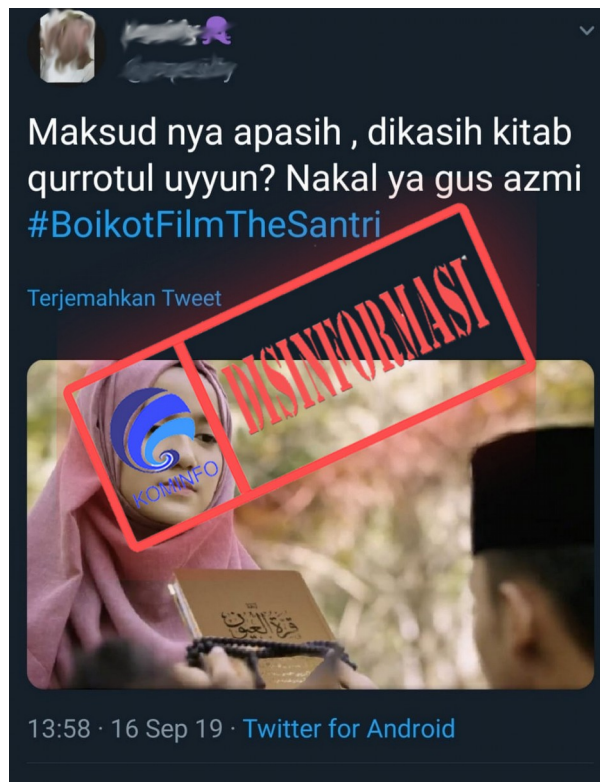 Maksud nya apasih , dikasih kitab
qurrotul uyyun? Nakal ya gus azmi
#BoikotFilmTheSantri
Terjemahkan Tweet
DISINFORMASI
KOMINFO
قرة العيون
13:58 · 16 Sep 19 · Twitter for Android